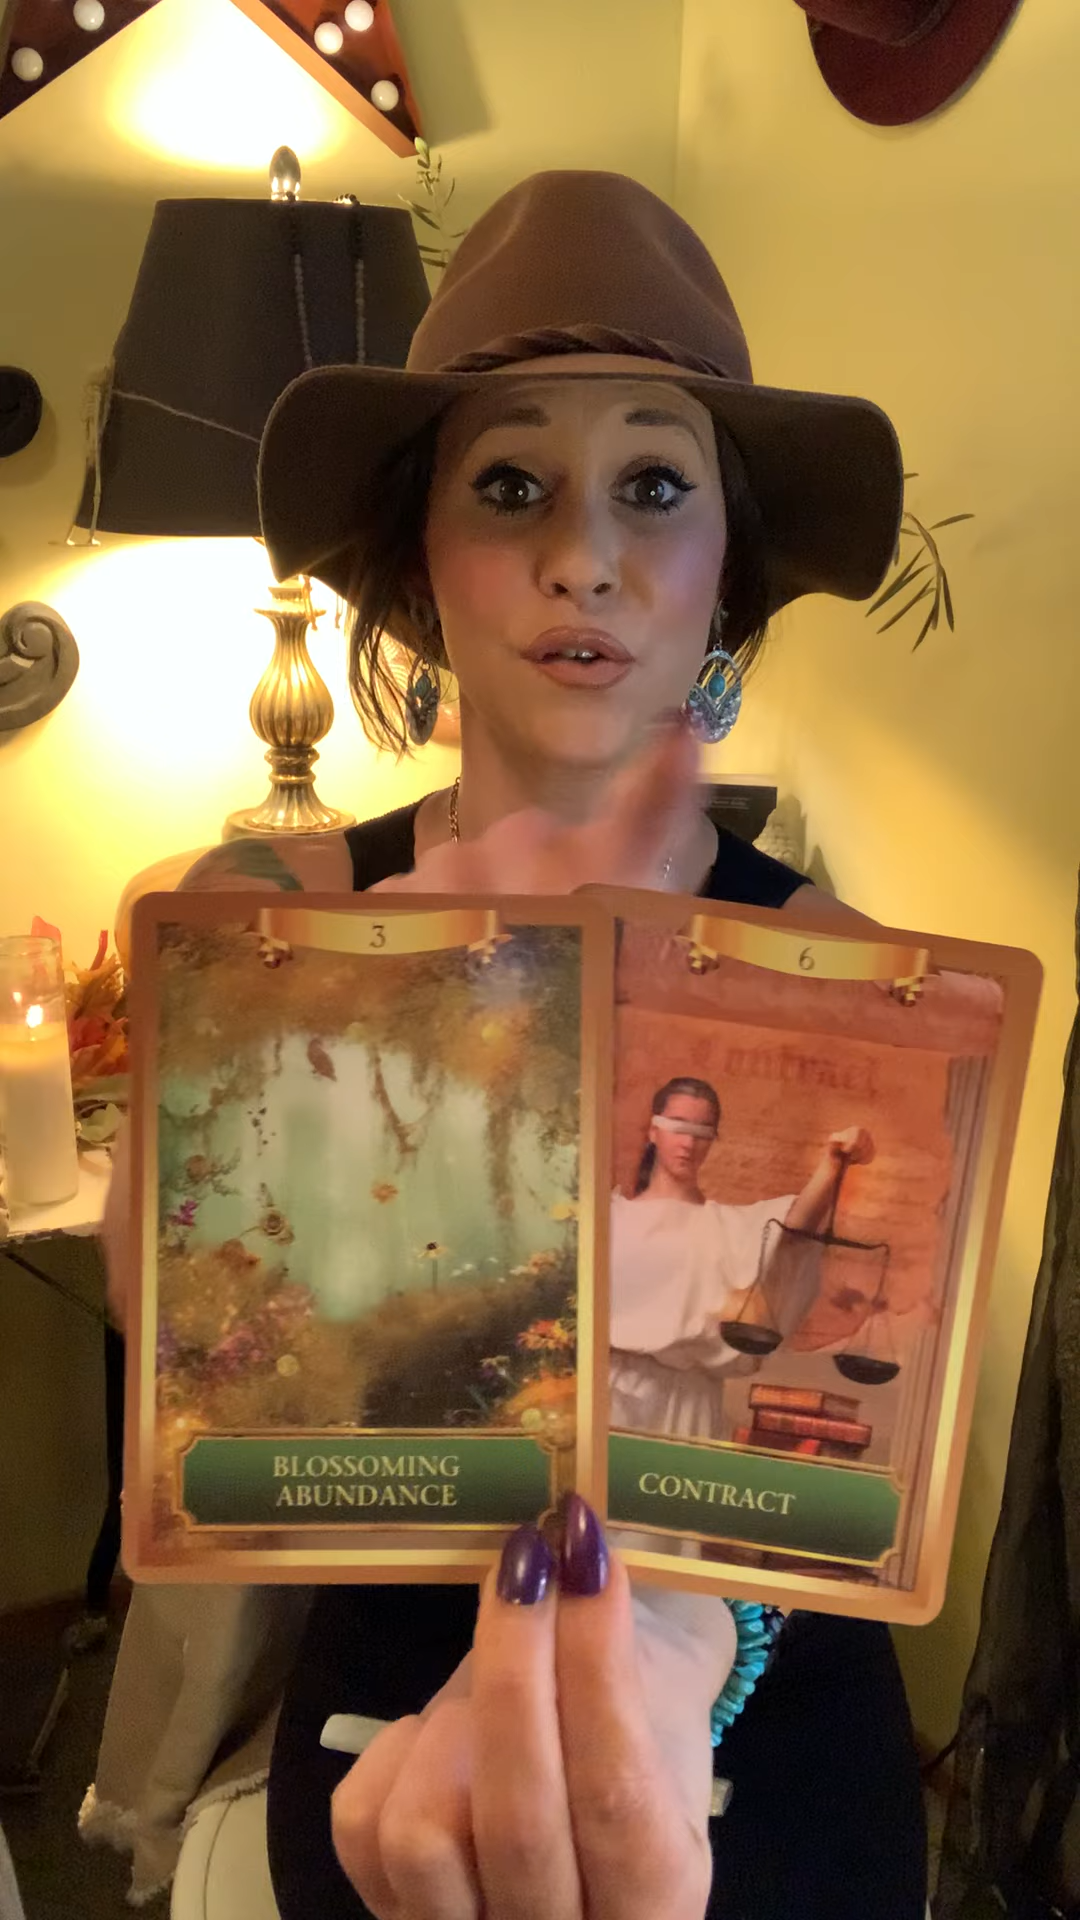 3
BLOSSOMING
ABUNDANCE
6
Contract
CONTRACT